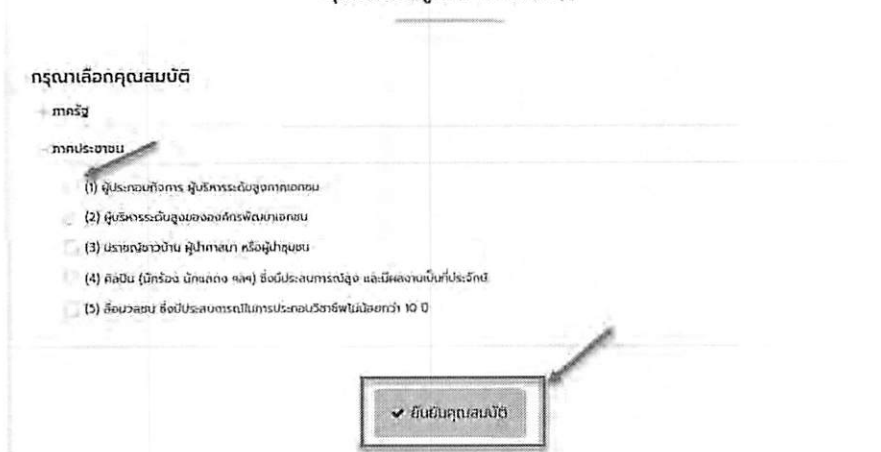 กรุณาเลือกคุณสมบัติ
ภาครัฐ
ภาคประชาชน
(1) ผู้ประกอบกิจการ ผู้บริหารระดับสูงภาคเอกชน
(2) ผู้บริหารระดับสูงขององค์กรพัฒนาเอกชน
(3) ปราชญ์ชาวบ้าน ผู้นำศาสนา หรือผู้นำชุมชน
(4) ศิลปิน (นักร้อง นักแสดง ฯลฯ) ซึ่งมีประสบการณ์สูง และมีผลงานเป็นที่ประจักษ์
(5) สื่อมวลชน ซึ่งมีประสบการณ์ในการประกอบวิชาชีพไม่น้อยกว่า 10 ปี
ยืนยันคุณสมบัติ